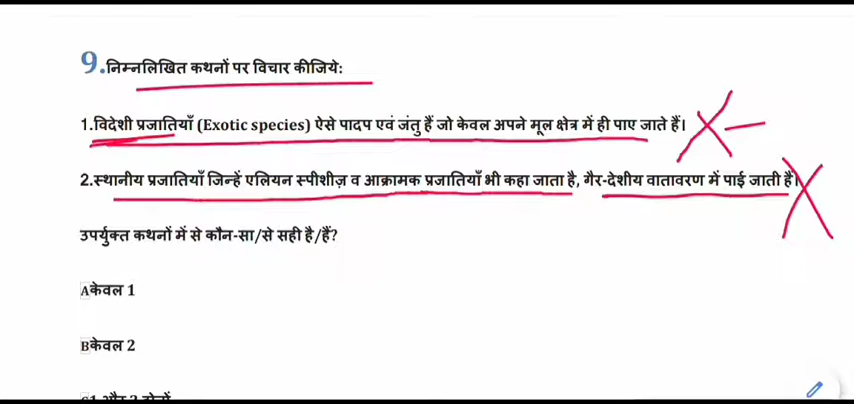 9.निम्नलिखित कथनों पर विचार कीजिये:
1.विदेशी प्रजातियाँ (Exotic species) ऐसे पादप एवं जंतु हैं जो केवल अपने मूल क्षेत्र में ही पाए जाते हैं।
2.स्थानीय प्रजातियाँ जिन्हें एलियन स्पीशीज़ व आक्रामक प्रजातियाँ भी कहा जाता है, गैर-देशीय वातावरण में पाई जाती हैं।
उपर्युक्त कथनों में से कौन-सा/से सही है/हैं?
Aकेवल 1
Bकेवल 2